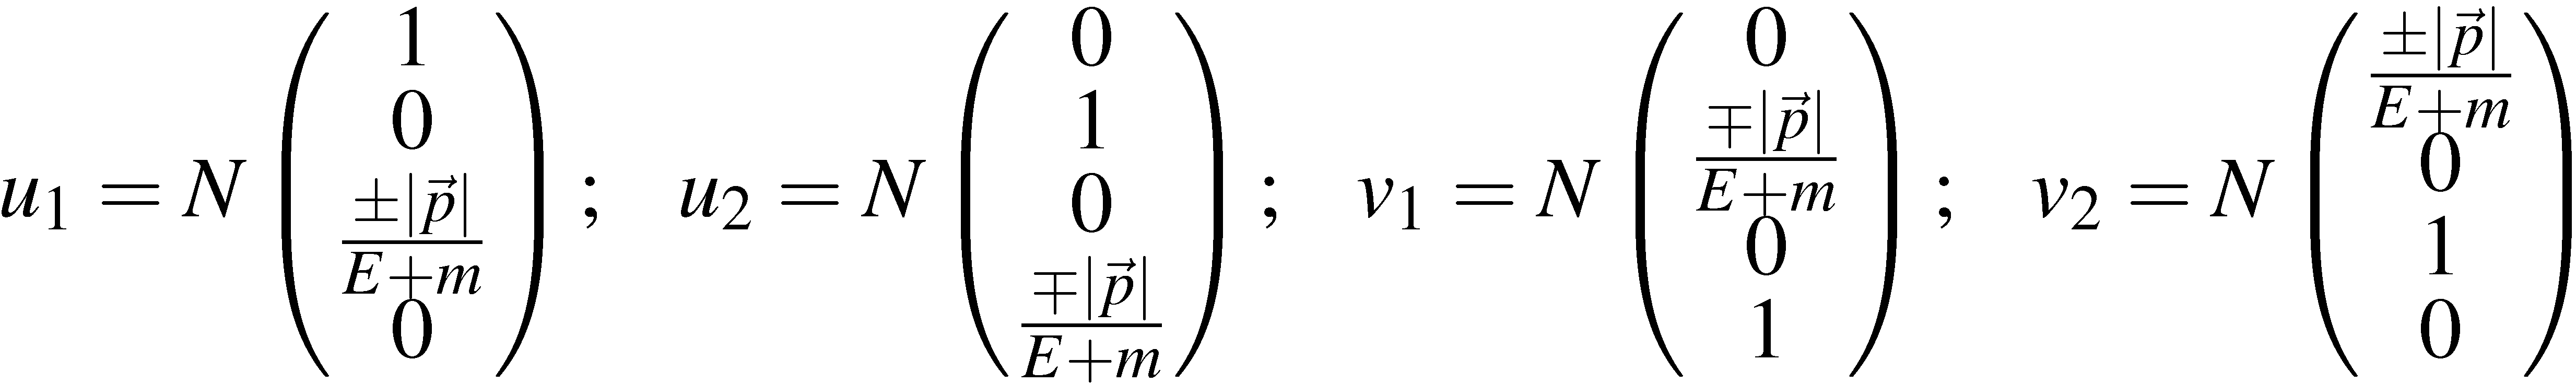 $u_1 = N \begin{pmatrix} 1 \\ 0 \\ \frac{\pm|\vec{p}|}{E+m} \\ 0 \end{pmatrix}; \quad u_2 = N \begin{pmatrix} 0 \\ 1 \\ 0 \\ \frac{\mp|\vec{p}|}{E+m} \end{pmatrix}; \quad v_1 = N \begin{pmatrix} 0 \\ \frac{\mp|\vec{p}|}{E+m} \\ 0 \\ 1 \end{pmatrix}; \quad v_2 = N \begin{pmatrix} \frac{\pm|\vec{p}|}{E+m} \\ 0 \\ 1 \\ 0 \end{pmatrix}$